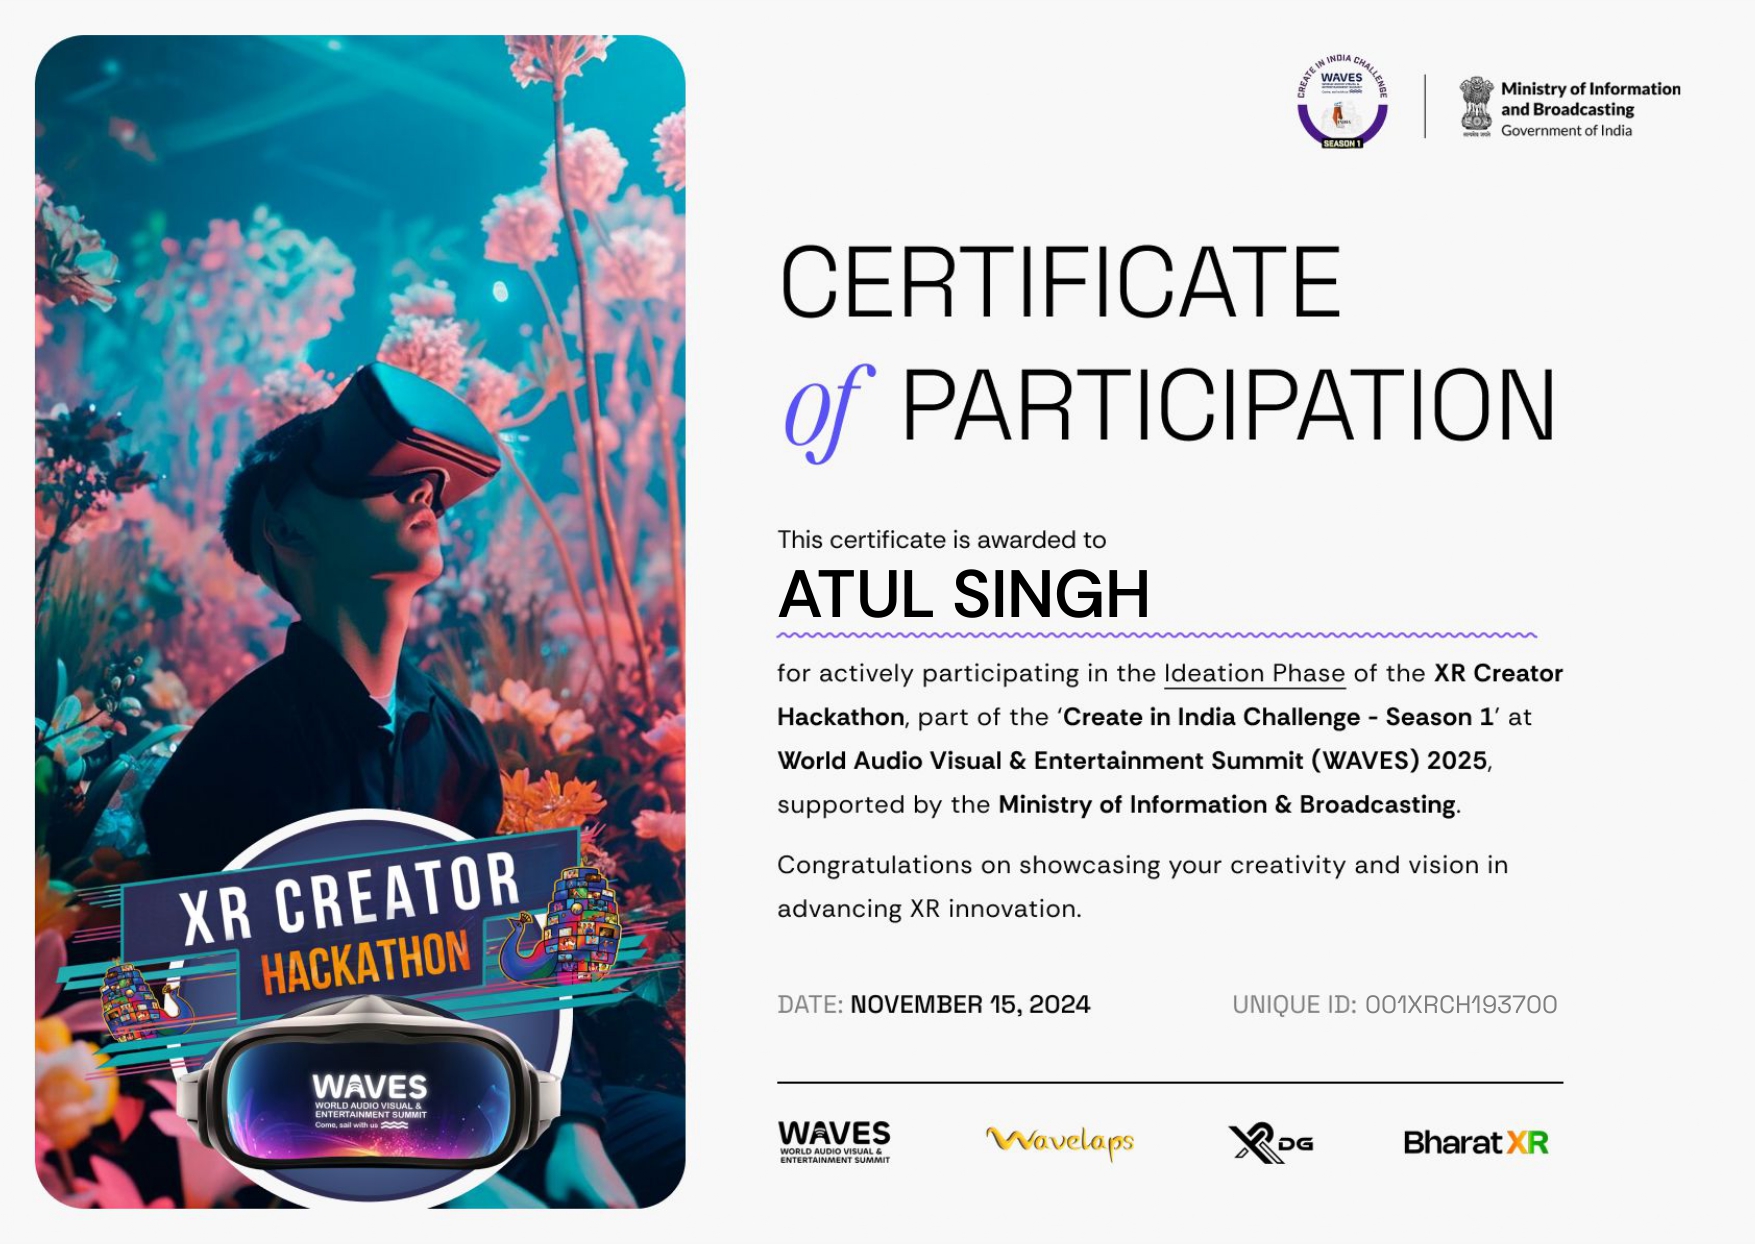 CREATE IN INDIA CHALLENGE
WAVES
SEASON 1
Ministry of Information
and Broadcasting
Government of India
CERTIFICATE
of PARTICIPATION
This certificate is awarded to
ATUL SINGH
for actively participating in the Ideation Phase of the XR Creator
Hackathon, part of the ‘Create in India Challenge - Season 1’ at
World Audio Visual & Entertainment Summit (WAVES) 2025,
supported by the Ministry of Information & Broadcasting.
Congratulations on showcasing your creativity and vision in
advancing XR innovation.
DATE: NOVEMBER 15, 2024
UNIQUE ID: 001XRCH193700
WAVES
WORLD AUDIO VISUAL &
ENTERTAINMENT SUMMIT
Wavelaps
XDG
Bharat XR
XR CREATOR
HACKATHON
WAVES
WORLD AUDIO VISUAL &
ENTERTAINMENT SUMMIT
Come, sail with us